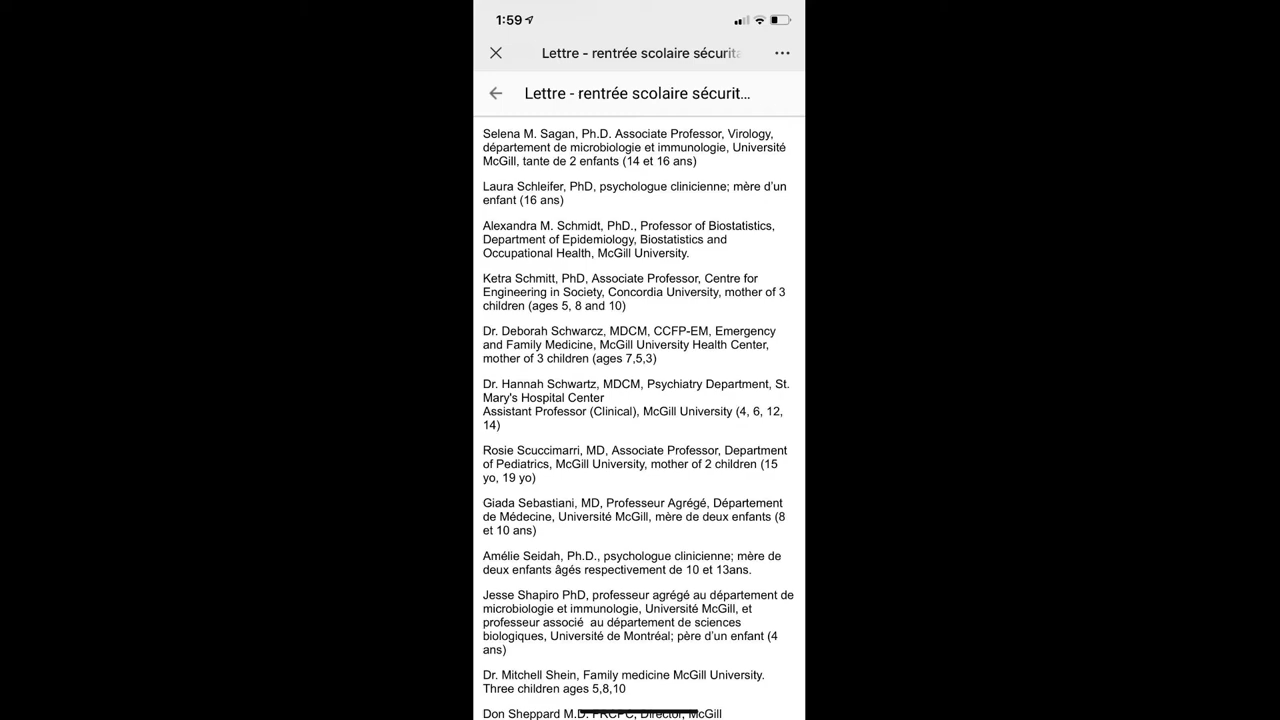 1:59
Lettre - rentrée scolaire sécurita
Lettre - rentrée scolaire sécurit...
Selena M. Sagan, Ph.D. Associate Professor, Virology,
département de microbiologie et immunologie, Université
McGill, tante de 2 enfants (14 et 16 ans)
Laura Schleifer, PhD, psychologue clinicienne; mère d'un
enfant (16 ans)
Alexandra M. Schmidt, PhD., Professor of Biostatistics,
Department of Epidemiology, Biostatistics and
Occupational Health, McGill University.
Ketra Schmitt, PhD, Associate Professor, Centre for
Engineering in Society, Concordia University, mother of 3
children (ages 5, 8 and 10)
Dr. Deborah Schwarcz, MDCM, CCFP-EM, Emergency
and Family Medicine, McGill University Health Center,
mother of 3 children (ages 7,5,3)
Dr. Hannah Schwartz, MDCM, Psychiatry Department, St.
Mary's Hospital Center
Assistant Professor (Clinical), McGill University (4, 6, 12,
14)
Rosie Scuccimarri, MD, Associate Professor, Department
of Pediatrics, McGill University, mother of 2 children (15
yo, 19 yo)
Giada Sebastiani, MD, Professeur Agrégé, Département
de Médecine, Université McGill, mère de deux enfants (8
et 10 ans)
Amélie Seidah, Ph.D., psychologue clinicienne; mère de
deux enfants âgés respectivement de 10 et 13ans.
Jesse Shapiro PhD, professeur agrégé au département de
microbiologie et immunologie, Université McGill, et
professeur associé au département de sciences
biologiques, Université de Montréal; père d'un enfant (4
ans)
Dr. Mitchell Shein, Family medicine McGill University.
Three children ages 5,8,10
Don Sheppard M.D. FRCPC, Director, McGill